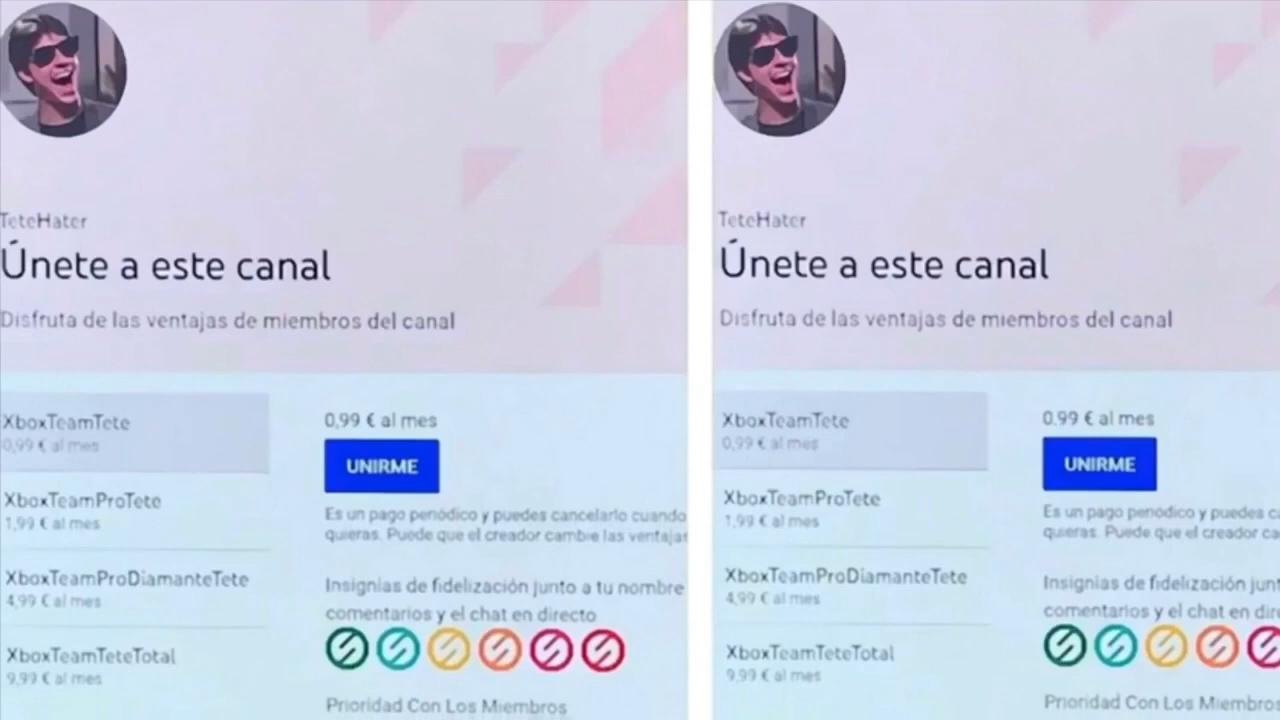 TeteHater
Únete a este canal
Disfruta de las ventajas de miembros del canal
XboxTeamTete
0,99 € al mes
XboxTeamProTete
1,99 € al mes
XboxTeamProDiamanteTete
4,99 € al mes
XboxTeamTeteTotal
9,99 € al mes
0,99 € al mes
UNIRME
Es un pago periódico y puedes cancelarlo cuando
quieras. Puede que el creador cambie las ventajas
Insignias de fidelización junto a tu nombre
comentarios y el chat en directo
Prioridad Con Los Miembros
TeteHater
Únete a este canal
Disfruta de las ventajas de miembros del canal
XboxTeamTete
0,99 € al mes
XboxTeamProTete
1,99 € al mes
XboxTeamProDiamanteTete
4,99 € al mes
XboxTeamTeteTotal
9,99 € al mes
0.99 € al mes
UNIRME
Es un pago periódico y puedes
quieras. Puede que el creador
Insignias de fidelización
comentarios y el chat en
Prioridad Con Los Miembros